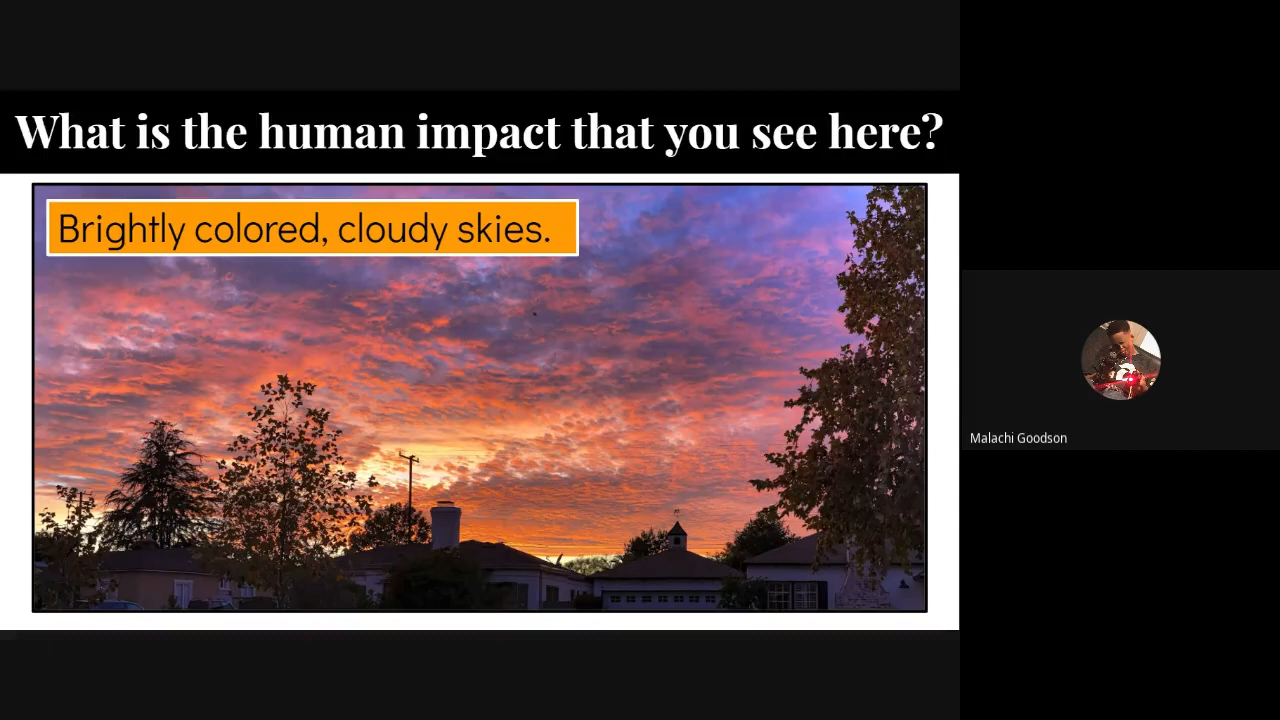 What is the human impact that you see here?
Brightly colored, cloudy skies.
Malachi Goodson